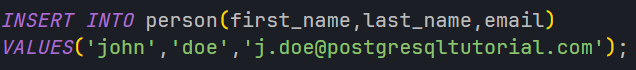 INSERT INTO person(first_name,last_name,email)
VALUES('john','doe','j.doe@postgresqltutorial.com');